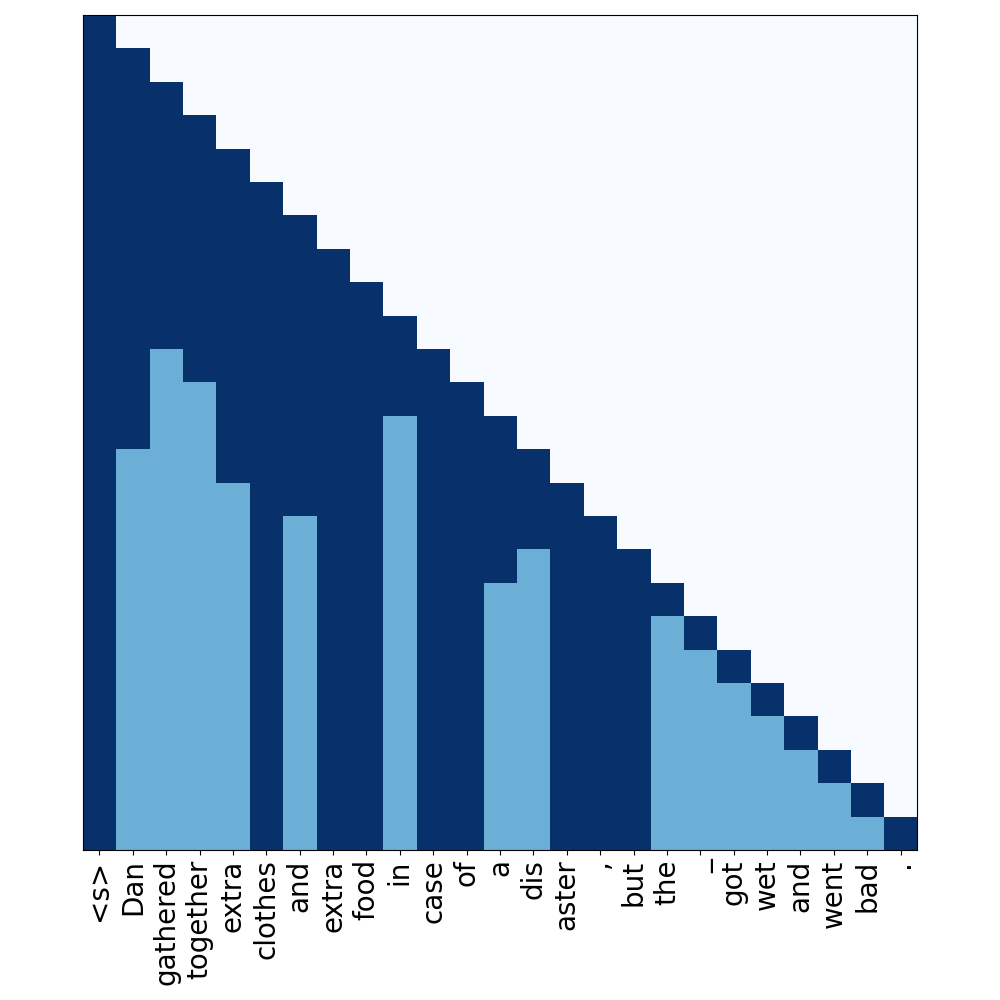 <s> Dan gathered together extra clothes and extra food in case of a dis aster , but the _ got wet and went bad .